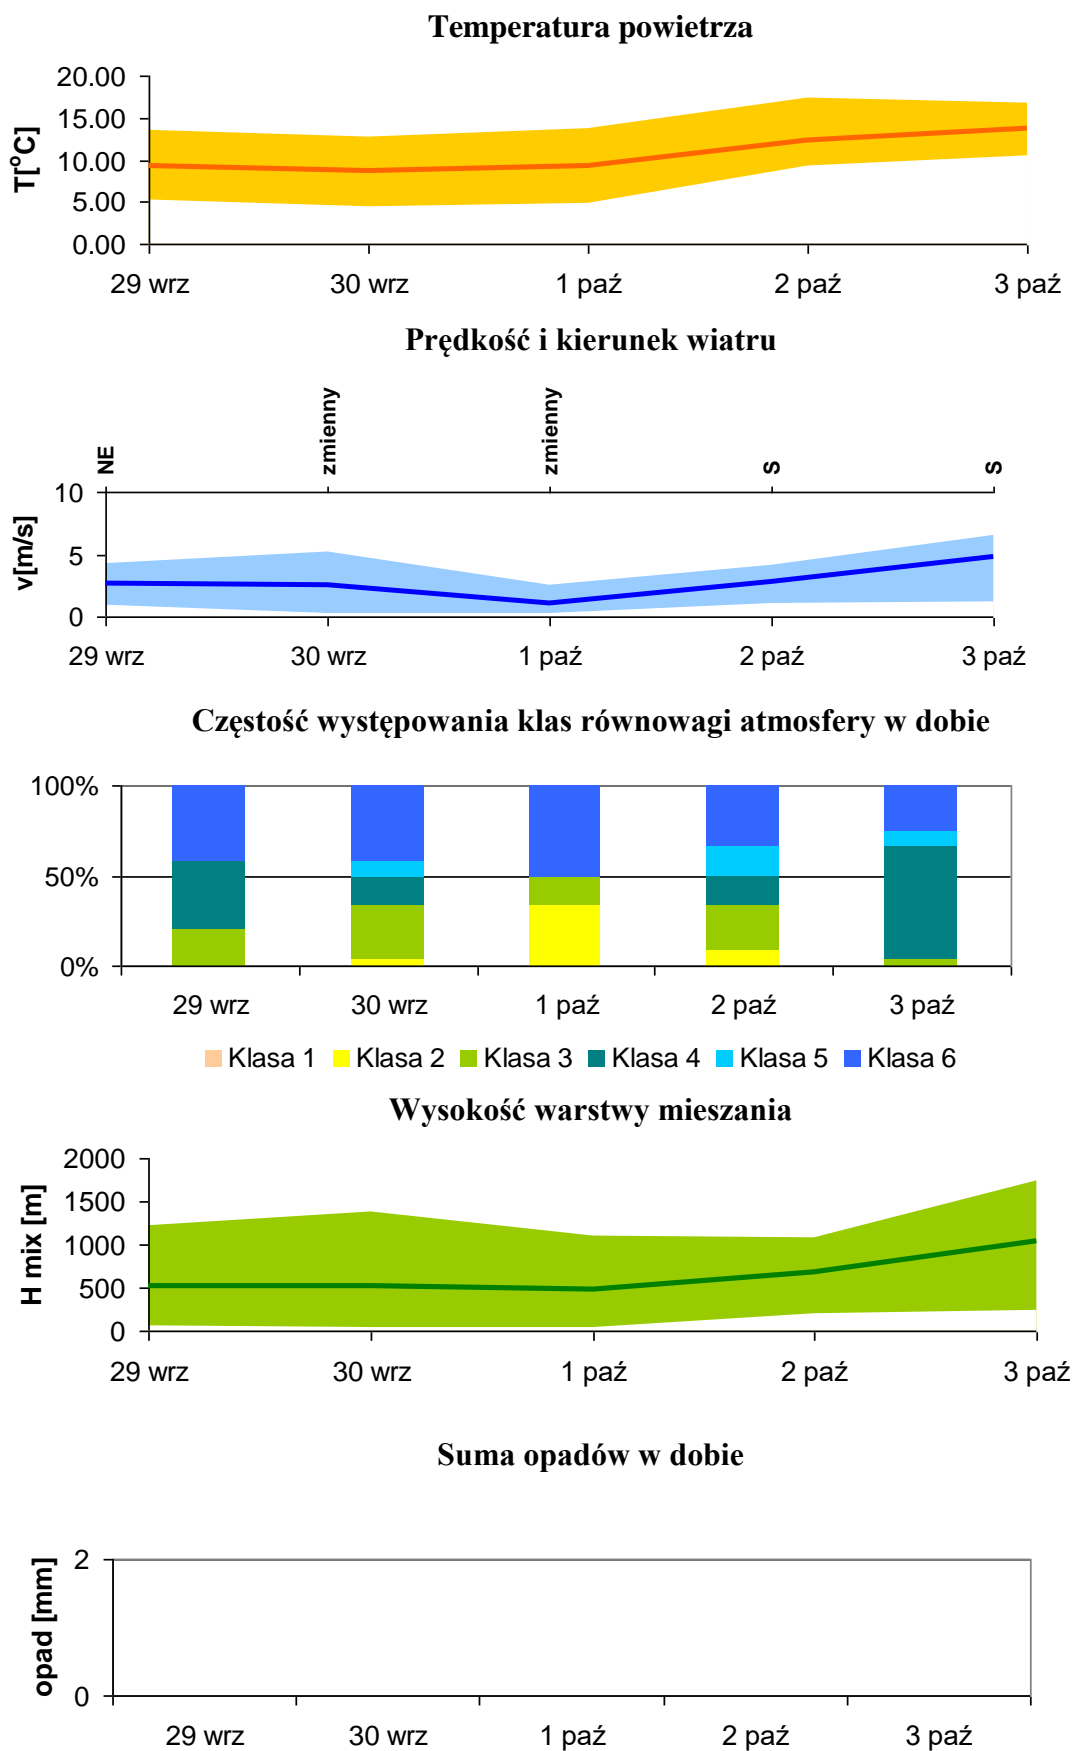 Temperatura powietrza
20.00
15.00
10.00
5.00
0.00
T[°C]
29 wrz 30 wrz 1 paź 2 paź 3 paź
Prędkość i kierunek wiatru
NE zmienny zmienny S S
10
5
0
v[m/s]
29 wrz 30 wrz 1 paź 2 paź 3 paź
Częstość występowania klas równowagi atmosfery w dobie
100%
50%
0%
29 wrz 30 wrz 1 paź 2 paź 3 paź
Klasa 1 Klasa 2 Klasa 3 Klasa 4 Klasa 5 Klasa 6
Wysokość warstwy mieszania
2000
1500
1000
500
0
H mix [m]
29 wrz 30 wrz 1 paź 2 paź 3 paź
Suma opadów w dobie
2
0
opad [mm]
29 wrz 30 wrz 1 paź 2 paź 3 paź